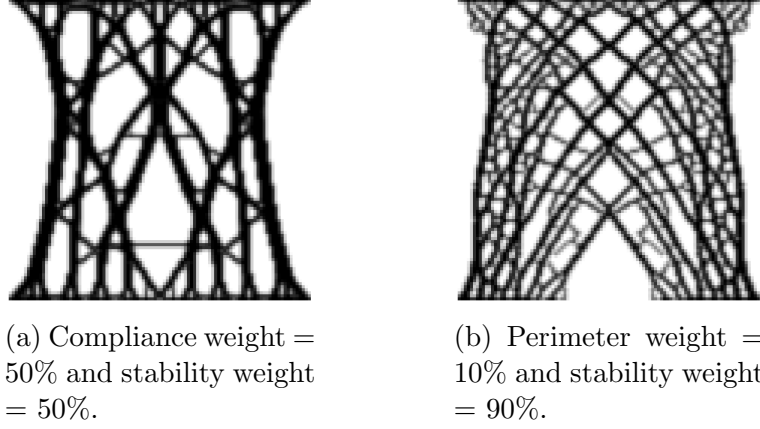 (a) Compliance weight =
50% and stability weight
= 50%.
(b) Perimeter weight =
10% and stability weight
= 90%.